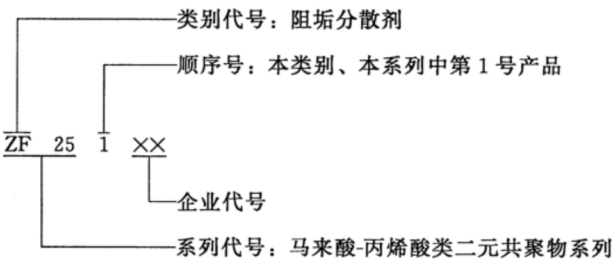 类别代号：阻垢分散剂
顺序号：本类别、本系列中第1号产品
ZF 25 1 ××
企业代号
系列代号：马来酸-丙烯酸类二元共聚物系列